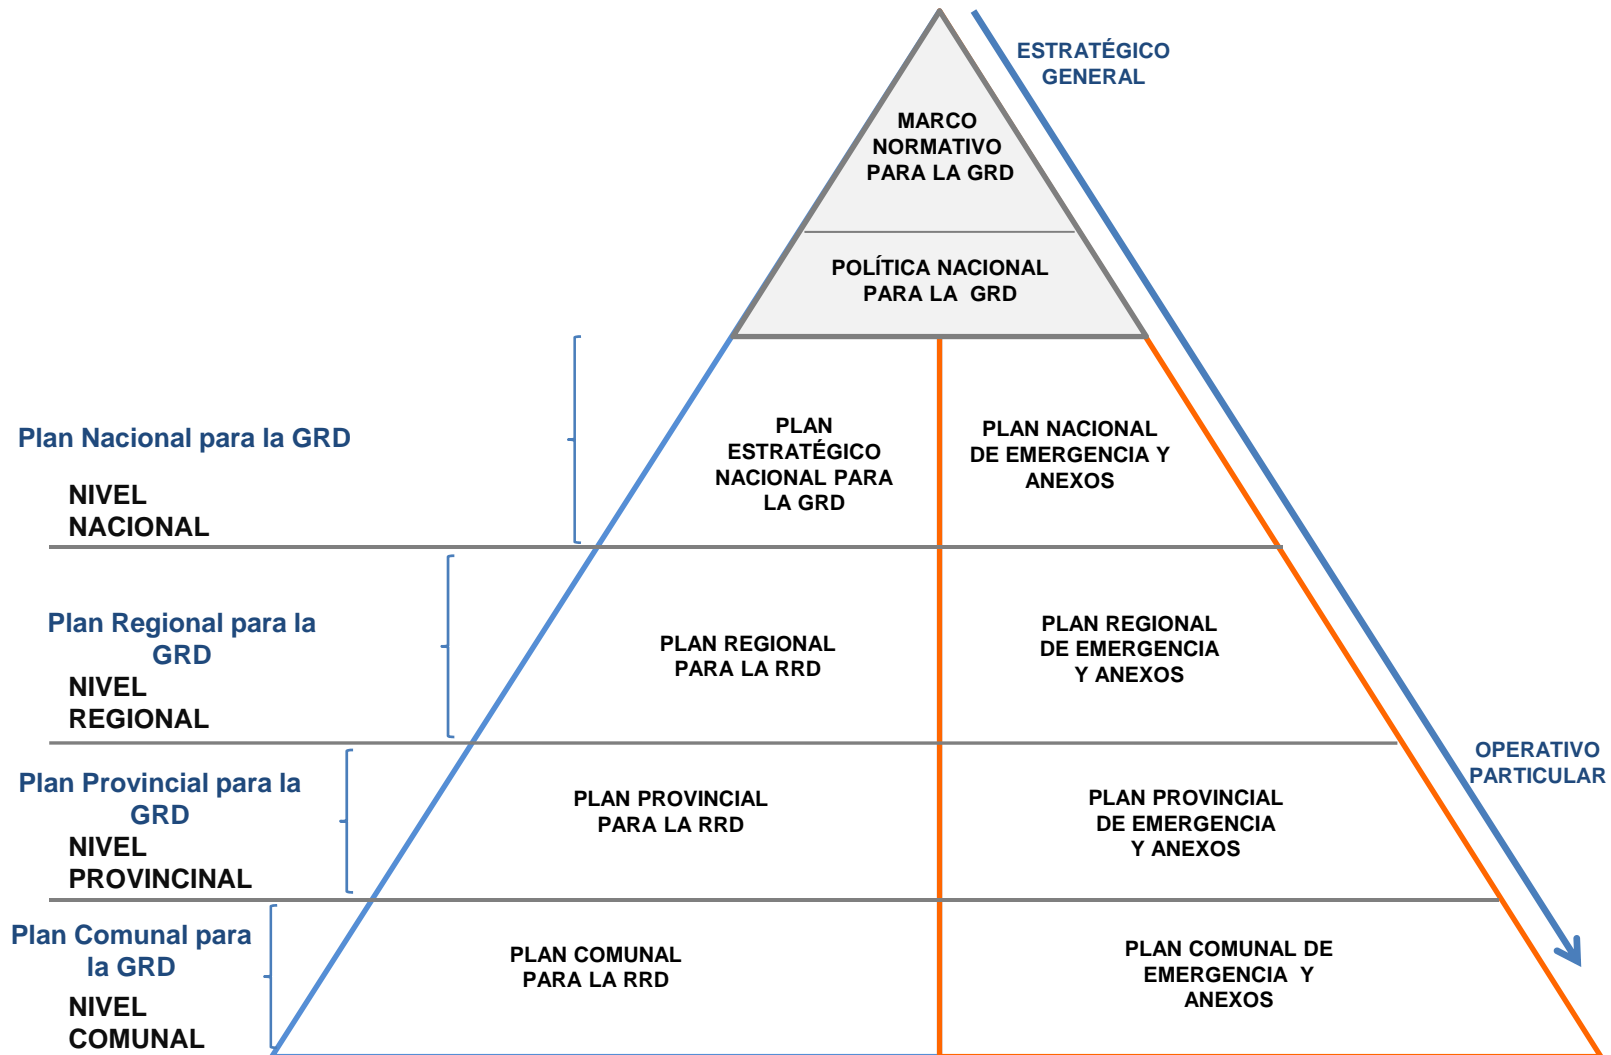 ESTRATÉGICO
GENERAL
MARCO
NORMATIVO
PARA LA GRD
POLÍTICA NACIONAL
PARA LA GRD
Plan Nacional para la GRD
NIVEL
NACIONAL
PLAN
ESTRATÉGICO
NACIONAL PARA
LA GRD
PLAN NACIONAL
DE EMERGENCIA Y
ANEXOS
Plan Regional para la
GRD
NIVEL
REGIONAL
PLAN REGIONAL
PARA LA RRD
PLAN REGIONAL
DE EMERGENCIA
Y ANEXOS
OPERATIVO
PARTICULAR
Plan Provincial para la
GRD
NIVEL
PROVINCINAL
PLAN PROVINCIAL
PARA LA RRD
PLAN PROVINCIAL
DE EMERGENCIA
Y ANEXOS
Plan Comunal para
la GRD
NIVEL
COMUNAL
PLAN COMUNAL
PARA LA RRD
PLAN COMUNAL DE
EMERGENCIA Y
ANEXOS